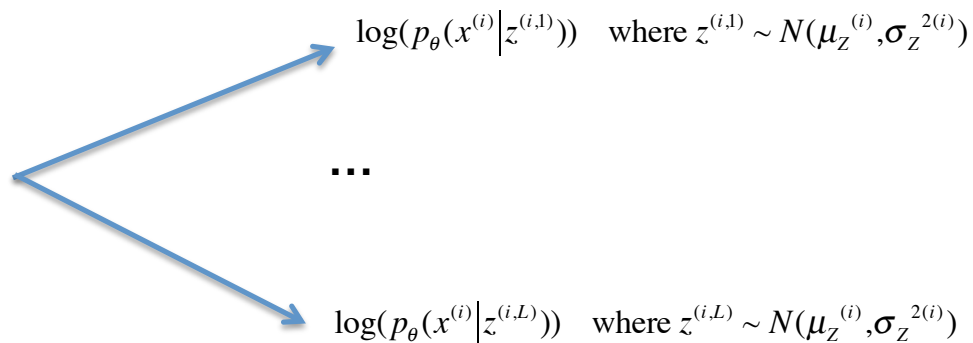 log(p_θ(x^(i)|z^(i,1))) where z^(i,1) ~ N(μ_Z^(i),σ_Z^2(i))
...
log(p_θ(x^(i)|z^(i,L))) where z^(i,L) ~ N(μ_Z^(i),σ_Z^2(i))